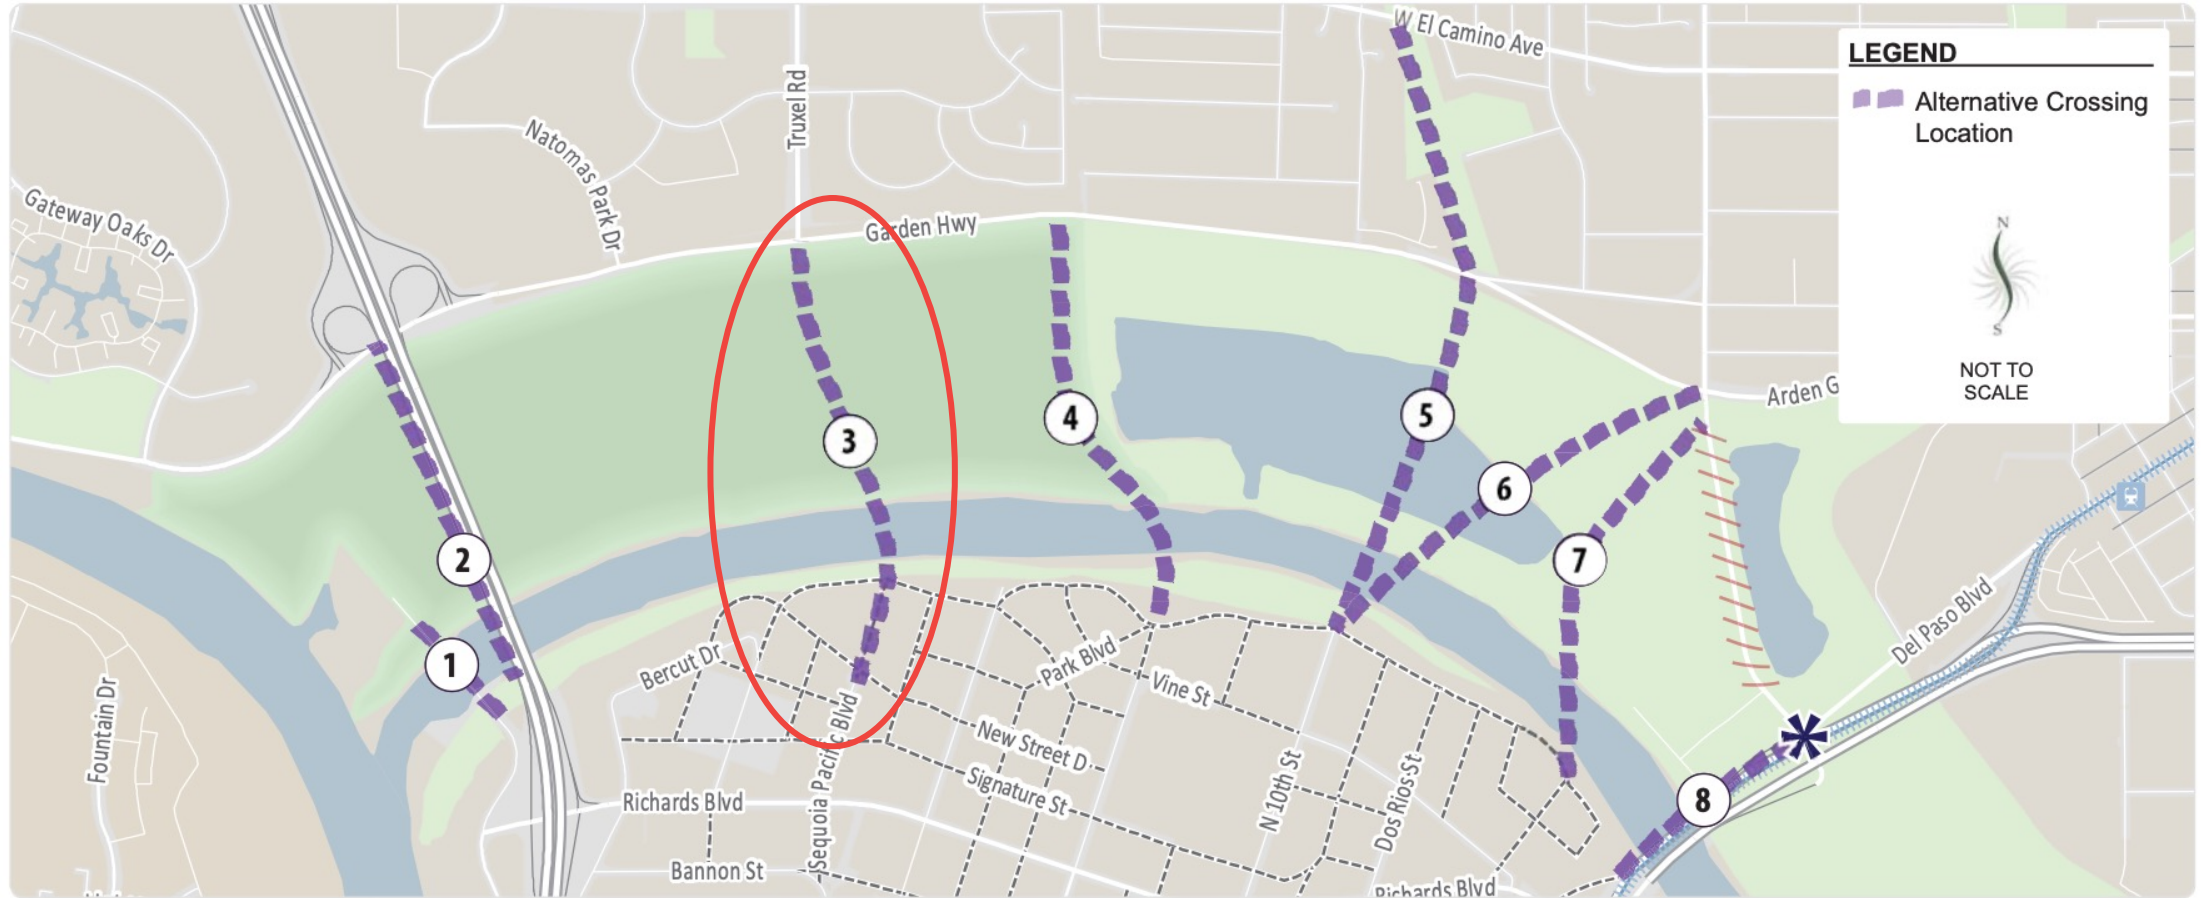 W El Camino Ave
LEGEND
Alternative Crossing
Location
N
S
NOT TO
SCALE
Truxel Rd
Natomas Park Dr
Gateway Oaks Dr
Garden Hwy
Arden G
3
4
5
6
7
2
1
8
Del Paso Blvd
Fountain Dr
Bercut Dr
Park Blvd
Vine St
Sequoia Pacific Blvd
New Street D
Signature St
N 10th St
Dos Rios St
Richards Blvd
Bannon St
Richards Blvd